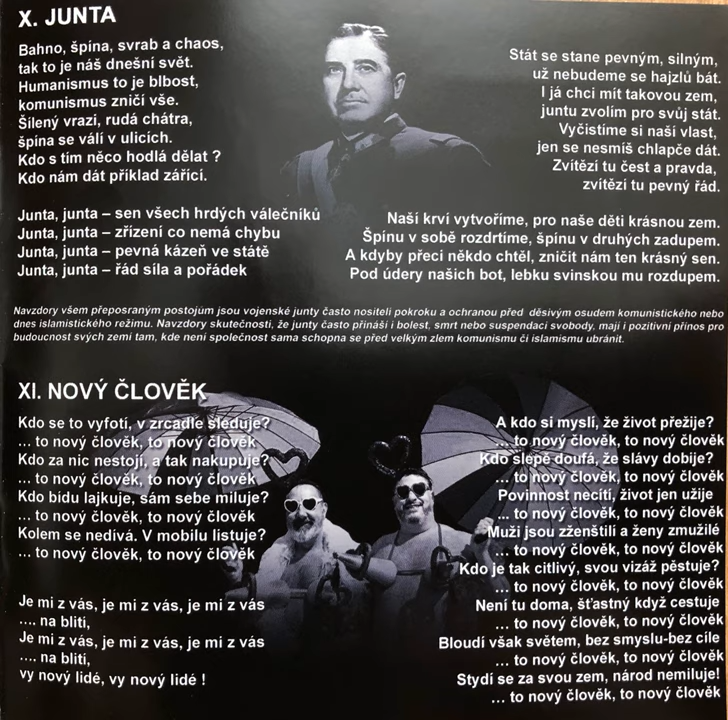 X. JUNTA
Bahno, špína, svrab a chaos,
tak to je náš dnešní svět.
Humanismus to je blbost,
komunismus zničí vše.
Šílený vrazi, rudá chátra,
špína se válí v ulicích.
Kdo s tím něco hodlá dělat ?
Kdo nám dát příklad zářící.
Junta, junta – sen všech hrdých válečníků
Junta, junta – zřízení co nemá chybu
Junta, junta – pevná kázeň ve státě
Junta, junta – řád síla a pořádek
Stát se stane pevným, silným,
už nebudeme se hajzlů bát.
I já chci mít takovou zem,
juntu zvolím pro svůj stát.
Vyčistíme si naší vlast,
jen se nesmíš chlapče dát.
Zvítězí tu čest a pravda,
zvítězí tu pevný řád.
Naší krví vytvoříme, pro naše děti krásnou zem.
Špínu v sobě rozdrtíme, špínu v druhých zadupem.
A kdyby přeci někdo chtěl, zničit nám ten krásný sen.
Pod údery našich bot, lebku svinskou mu rozdupem.
Navzdory všem přeposraným postojům jsou vojenské junty často nositeli pokroku a ochranou před děsivým osudem komunistického nebo
dnes islamistického režimu. Navzdory skutečnosti, že junty často přináší i bolest, smrt nebo suspendaci svobody, mají i pozitivní přínos pro
budoucnost svých zemí tam, kde není společnost sama schopna se před velkým zlem komunismu či islamismu ubránit.
XI. NOVÝ ČLOVĚK
Kdo se to vyfotí, v zrcadle sleduje?
... to nový člověk, to nový člověk
Kdo za nic nestojí, a tak nakupuje?
... to nový člověk, to nový člověk
Kdo bídu lajkuje, sám sebe miluje?
... to nový člověk, to nový člověk
Kolem se nedívá. V mobilu listuje?
... to nový člověk, to nový člověk
Je mi z vás, je mi z vás, je mi z vás
.... na blití,
Je mi z vás, je mi z vás, je mi z vás
.... na blití,
vy nový lidé, vy nový lidé !
A kdo si myslí, že život přežije?
... to nový člověk, to nový člověk
Kdo slepě doufá, že slávy dobije?
... to nový člověk, to nový člověk
Povinnost necítí, život jen užije
... to nový člověk, to nový člověk
Muži jsou zženštilí a ženy zmužilé
... to nový člověk, to nový člověk
Kdo je tak citlivý, svou vizáž pěstuje?
... to nový člověk, to nový člověk
Není tu doma, šťastný když cestuje
... to nový člověk, to nový člověk
Bloudí však světem, bez smyslu-bez cíle
... to nový člověk, to nový člověk
Stydí se za svou zem, národ nemiluje!
... to nový člověk, to nový člověk